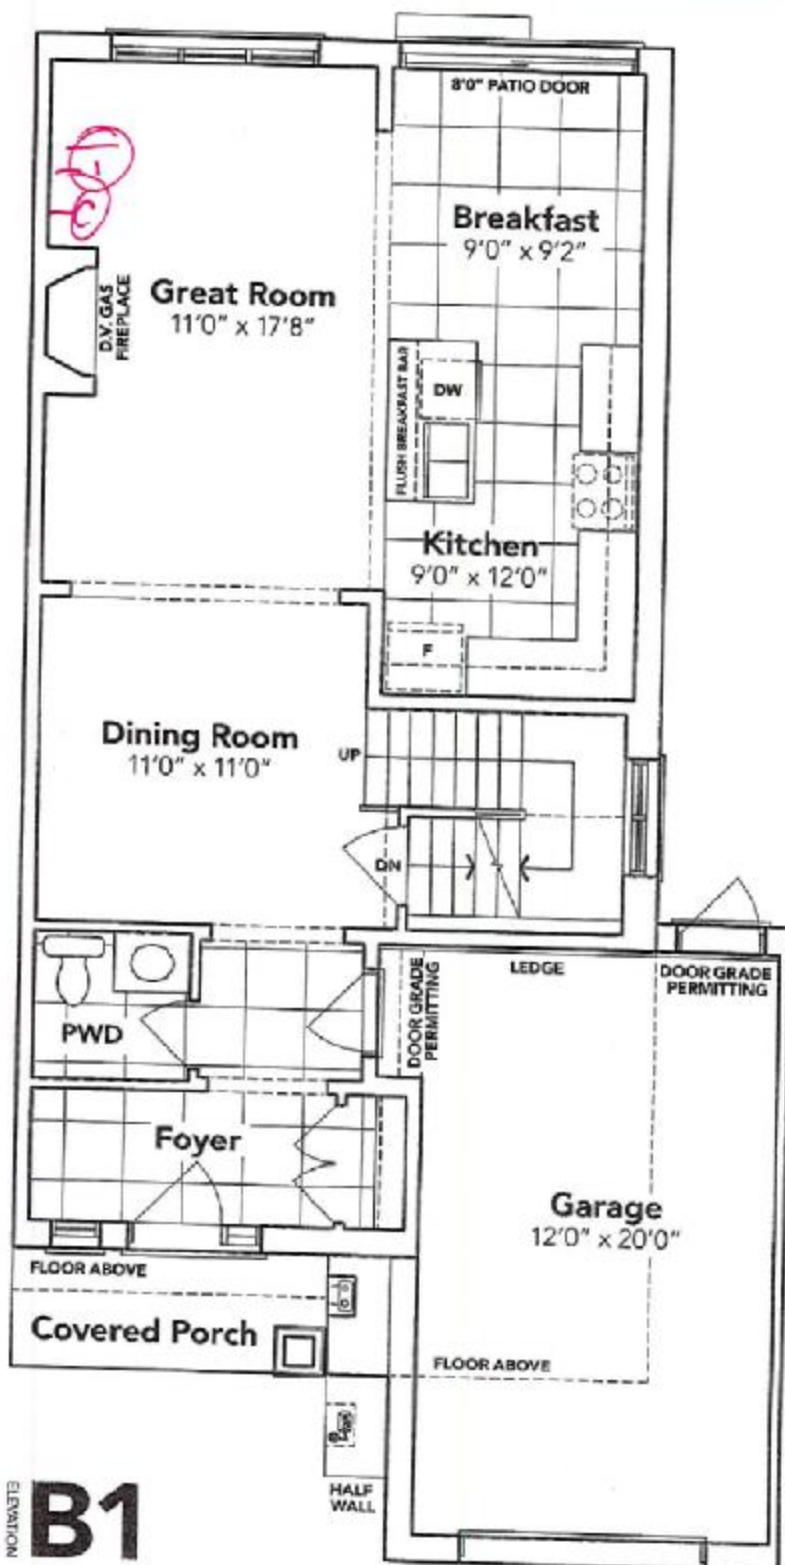 8'0" PATIO DOOR
Breakfast
9'0" x 9'2"
Great Room
11'0" x 17'8"
D.V. GAS
FIREPLACE
FLUSH BREAKFAST BAR
DW
Kitchen
9'0" x 12'0"
F
Dining Room
11'0" x 11'0"
UP
DN
LEDGE
DOOR GRADE
PERMITTING
DOOR GRADE
PERMITTING
PWD
Foyer
Garage
12'0" x 20'0"
FLOOR ABOVE
Covered Porch
FLOOR ABOVE
HALF
WALL
ELEVATION
B1